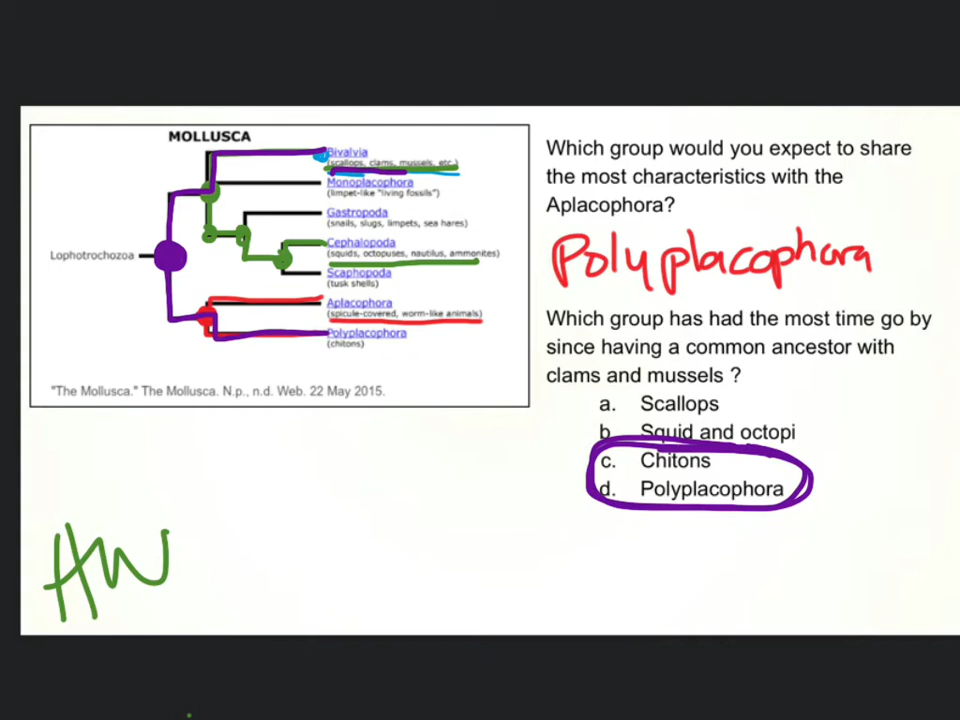 MOLLUSCA
Bivalvia
(scallops, clams, mussels, etc.)
Monoplacophora
(limpet-like "living fossils")
Gastropoda
(snails, slugs, limpets, sea hares)
Lophotrochozoa
Cephalopoda
(squids, octopuses, nautilus, ammonites)
Scaphopoda
(tusk shells)
Aplacophora
(spicule-covered, worm-like animals)
Polyplacophora
(chitons)
"The Mollusca." The Mollusca. N.p., n.d. Web. 22 May 2015.
Which group would you expect to share
the most characteristics with the
Aplacophora?
Polyplacophora
Which group has had the most time go by
since having a common ancestor with
clams and mussels ?
a. Scallops
b. Squid and octopi
c. Chitons
d. Polyplacophora
HW